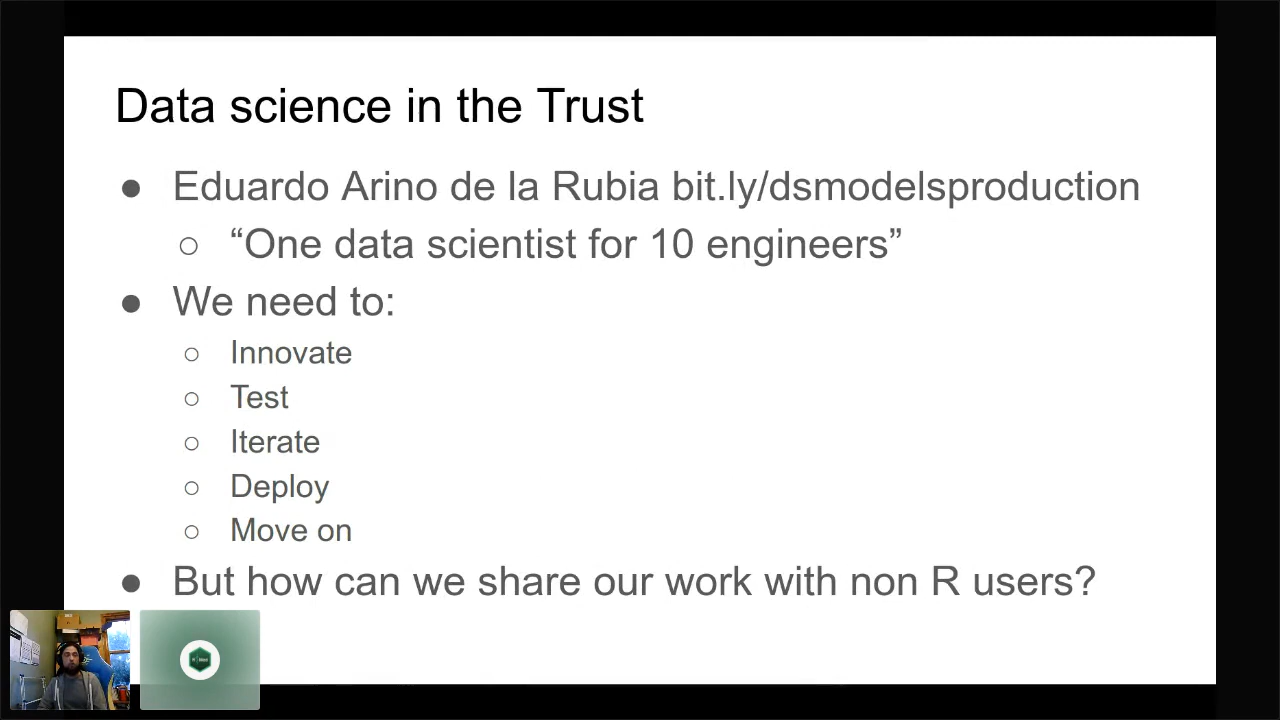 Data science in the Trust
● Eduardo Arino de la Rubia bit.ly/dsmodelsproduction
○ “One data scientist for 10 engineers”
● We need to:
○ Innovate
○ Test
○ Iterate
○ Deploy
○ Move on
● But how can we share our work with non R users?